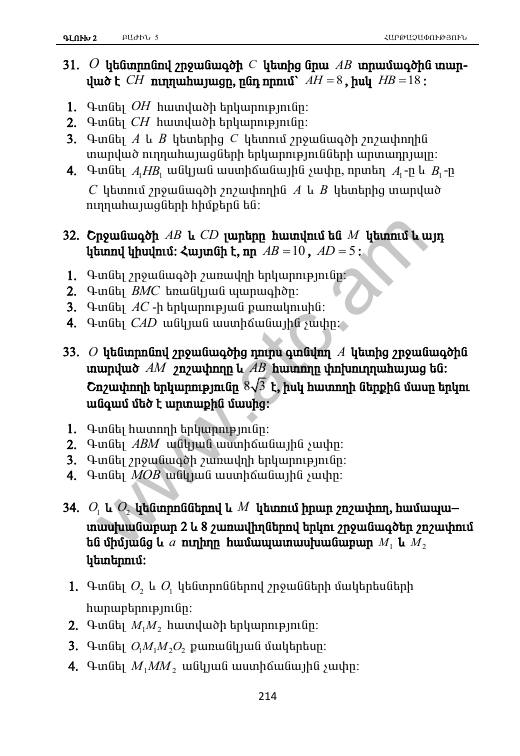 ԳԼՈՒԽ 2 ԲԱԺԻՆ 5 ՀԱՐԹԱՉԱՓՈՒԹՅՈՒՆ
31. O կենտրոնով շրջանագծի C կետից նրա AB տրամագծին տար-
ված է CH ուղղահայացը, ընդ որում՝ AH = 8, իսկ HB = 18:
1. Գտնել OH հատվածի երկարությունը:
2. Գտնել CH հատվածի երկարությունը:
3. Գտնել A և B կետերից C կետում շրջանագծի շոշափողին
տարված ուղղահայացների երկարությունների արտադրյալը:
4. Գտնել A₁HB₁ անկյան աստիճանային չափը, որտեղ A₁-ը և B₁-ը
C կետում շրջանագծի շոշափողին A և B կետերից տարված
ուղղահայացների հիմքերն են:
32. Շրջանագծի AB և CD լարերը հատվում են M կետում և այդ
կետով կիսվում: Հայտնի է, որ AB = 10, AD = 5:
1. Գտնել շրջանագծի շառավղի երկարությունը:
2. Գտնել BMC եռանկյան պարագիծը:
3. Գտնել AC -ի երկարության քառակուսին:
4. Գտնել CAD անկյան աստիճանային չափը:
33. O կենտրոնով շրջանագծից դուրս գտնվող A կետից շրջանագծին
տարված AM շոշափողը և AB հատողը փոխուղղահայաց են:
Շոշափողի երկարությունը 8√3 է, իսկ հատողի ներքին մասը երկու
անգամ մեծ է արտաքին մասից:
1. Գտնել հատողի երկարությունը:
2. Գտնել ABM անկյան աստիճանային չափը:
3. Գտնել շրջանագծի շառավղի երկարությունը:
4. Գտնել MOB անկյան աստիճանային չափը:
34. O₁ և O₂ կենտրոններով և M կետում իրար շոշափող, համապա–
տասխանաբար 2 և 8 շառավիղներով երկու շրջանագծեր շոշափում
են միմյանց և a ուղիղը համապատասխանաբար M₁ և M₂
կետերում:
1. Գտնել O₂ և O₁ կենտրոններով շրջանների մակերեսների
հարաբերությունը:
2. Գտնել M₁M₂ հատվածի երկարությունը:
3. Գտնել O₁M₁M₂O₂ քառանկյան մակերեսը:
4. Գտնել M₁MM₂ անկյան աստիճանային չափը:
214
www.atc.am